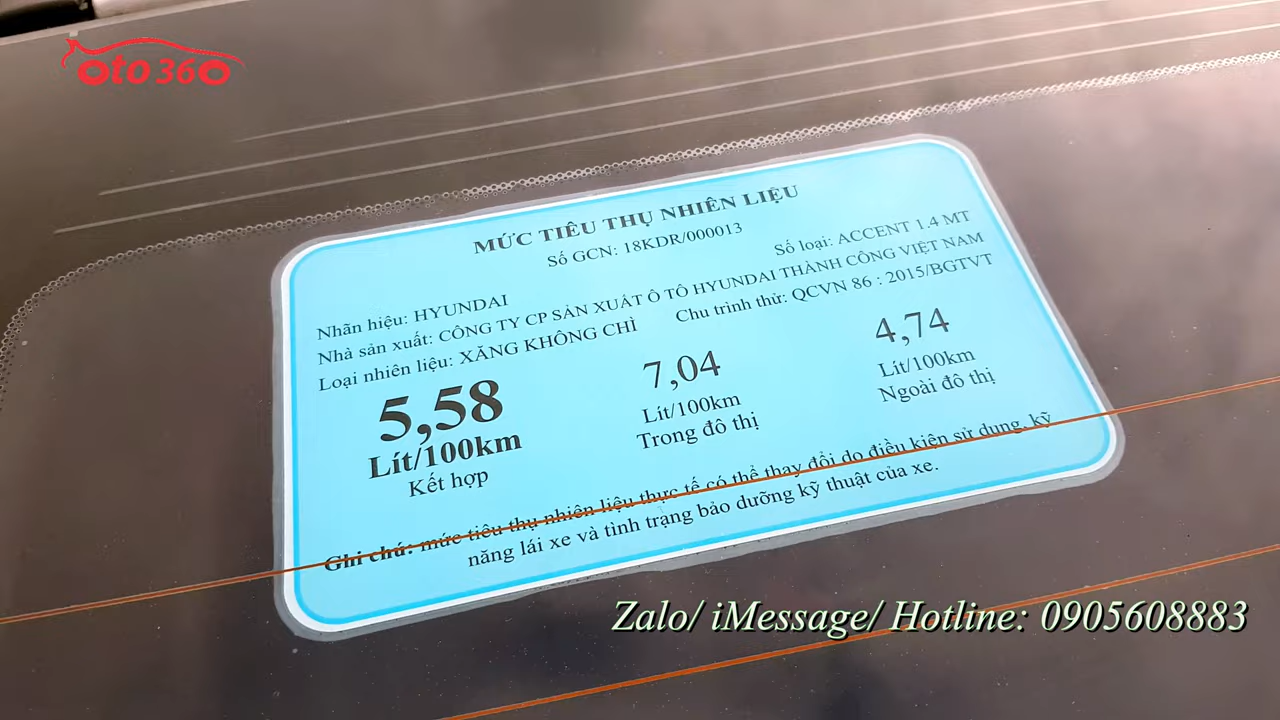 oto 360
MỨC TIÊU THỤ NHIÊN LIỆU
Số GCN: 18KDR/000013
Nhãn hiệu: HYUNDAI
Số loại: ACCENT 1.4 MT
Nhà sản xuất: CÔNG TY CP SẢN XUẤT Ô TÔ HYUNDAI THÀNH CÔNG VIỆT NAM
Loại nhiên liệu: XĂNG KHÔNG CHÌ
Chu trình thử: QCVN 86 : 2015/BGTVT
5,58
Lít/100km
Kết hợp
7,04
Lít/100km
Trong đô thị
4,74
Lít/100km
Ngoài đô thị
Ghi chú: mức tiêu thụ nhiên liệu thực tế có thể thay đổi do điều kiện sử dụng, kỹ
năng lái xe và tình trạng bảo dưỡng kỹ thuật của xe.
Zalo/ iMessage/ Hotline: 0905608883